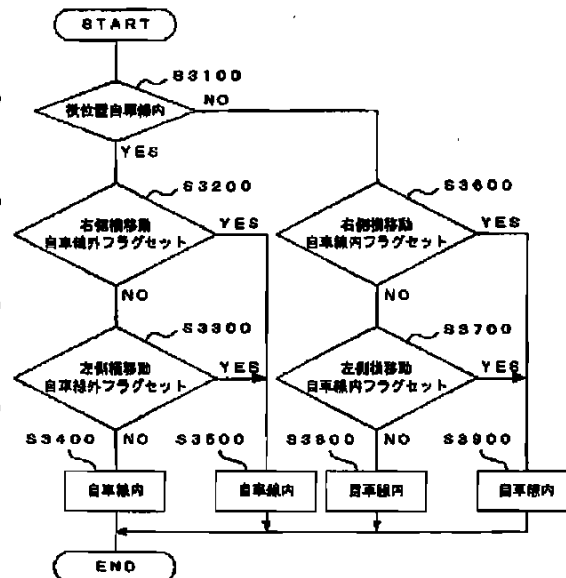 START
S3100
横位置自車線内
NO
YES
S3200
右側横移動
自車線外フラグセット
YES
NO
S3600
右側横移動
自車線内フラグセット
YES
NO
S3300
左側横移動
自車線外フラグセット
YES
NO
S3700
左側横移動
自車線内フラグセット
YES
NO
S3400
自車線内
S3500
自車線内
S3800
自車線内
S3900
自車線内
END